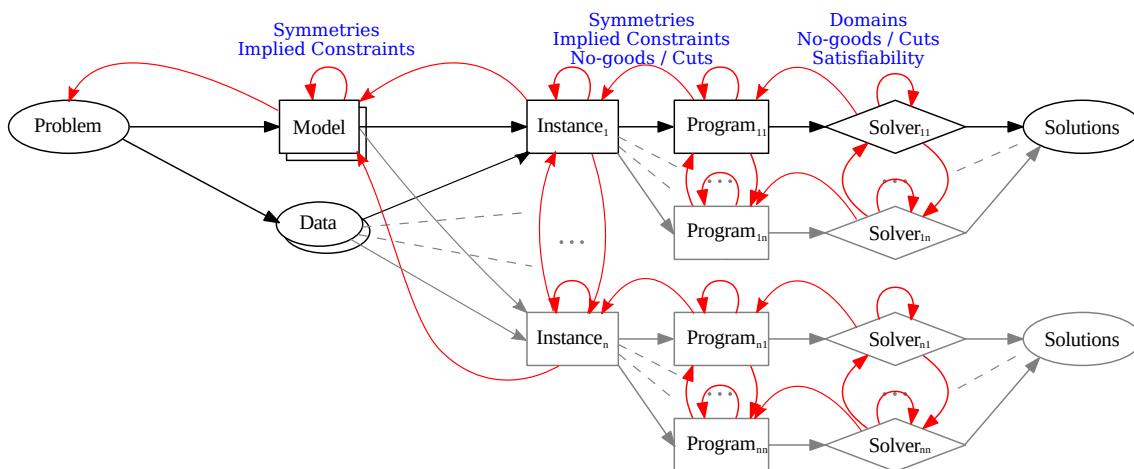 Symmetries
Implied Constraints
Symmetries
Implied Constraints
No-goods / Cuts
Domains
No-goods / Cuts
Satisfiability
Problem
Model
Instance₁
Program₁₁
Solver₁₁
Solutions
Data
...
...
...
Program₁ₙ
Solver₁ₙ
Instanceₙ
Programₙ₁
Solverₙ₁
Solutions
...
...
Programₙₙ
Solverₙₙ